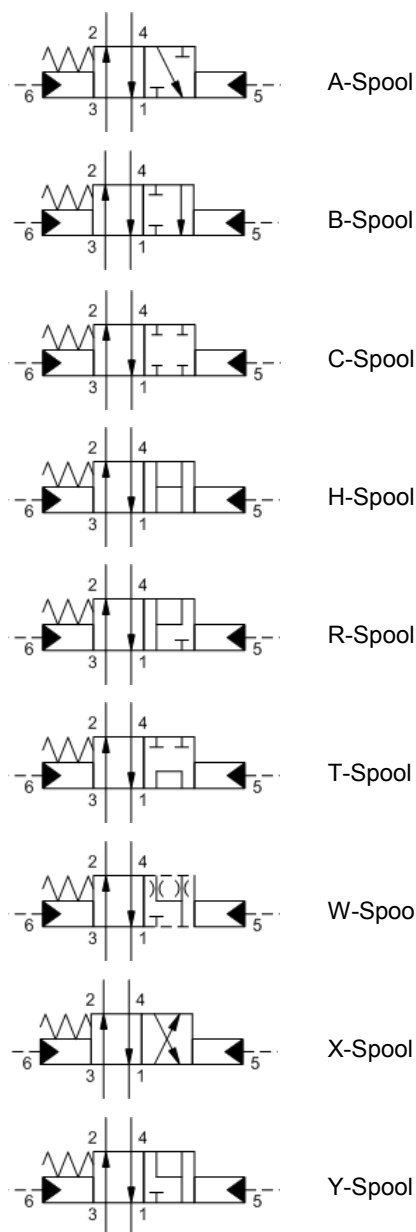 2 4
6 3 1 5 A-Spool
2 4
6 3 1 5 B-Spool
2 4
6 3 1 5 C-Spool
2 4
6 3 1 5 H-Spool
2 4
6 3 1 5 R-Spool
2 4
6 3 1 5 T-Spool
2 4
6 3 1 5 W-Spoo
2 4
6 3 1 5 X-Spool
2 4
6 3 1 5 Y-Spool